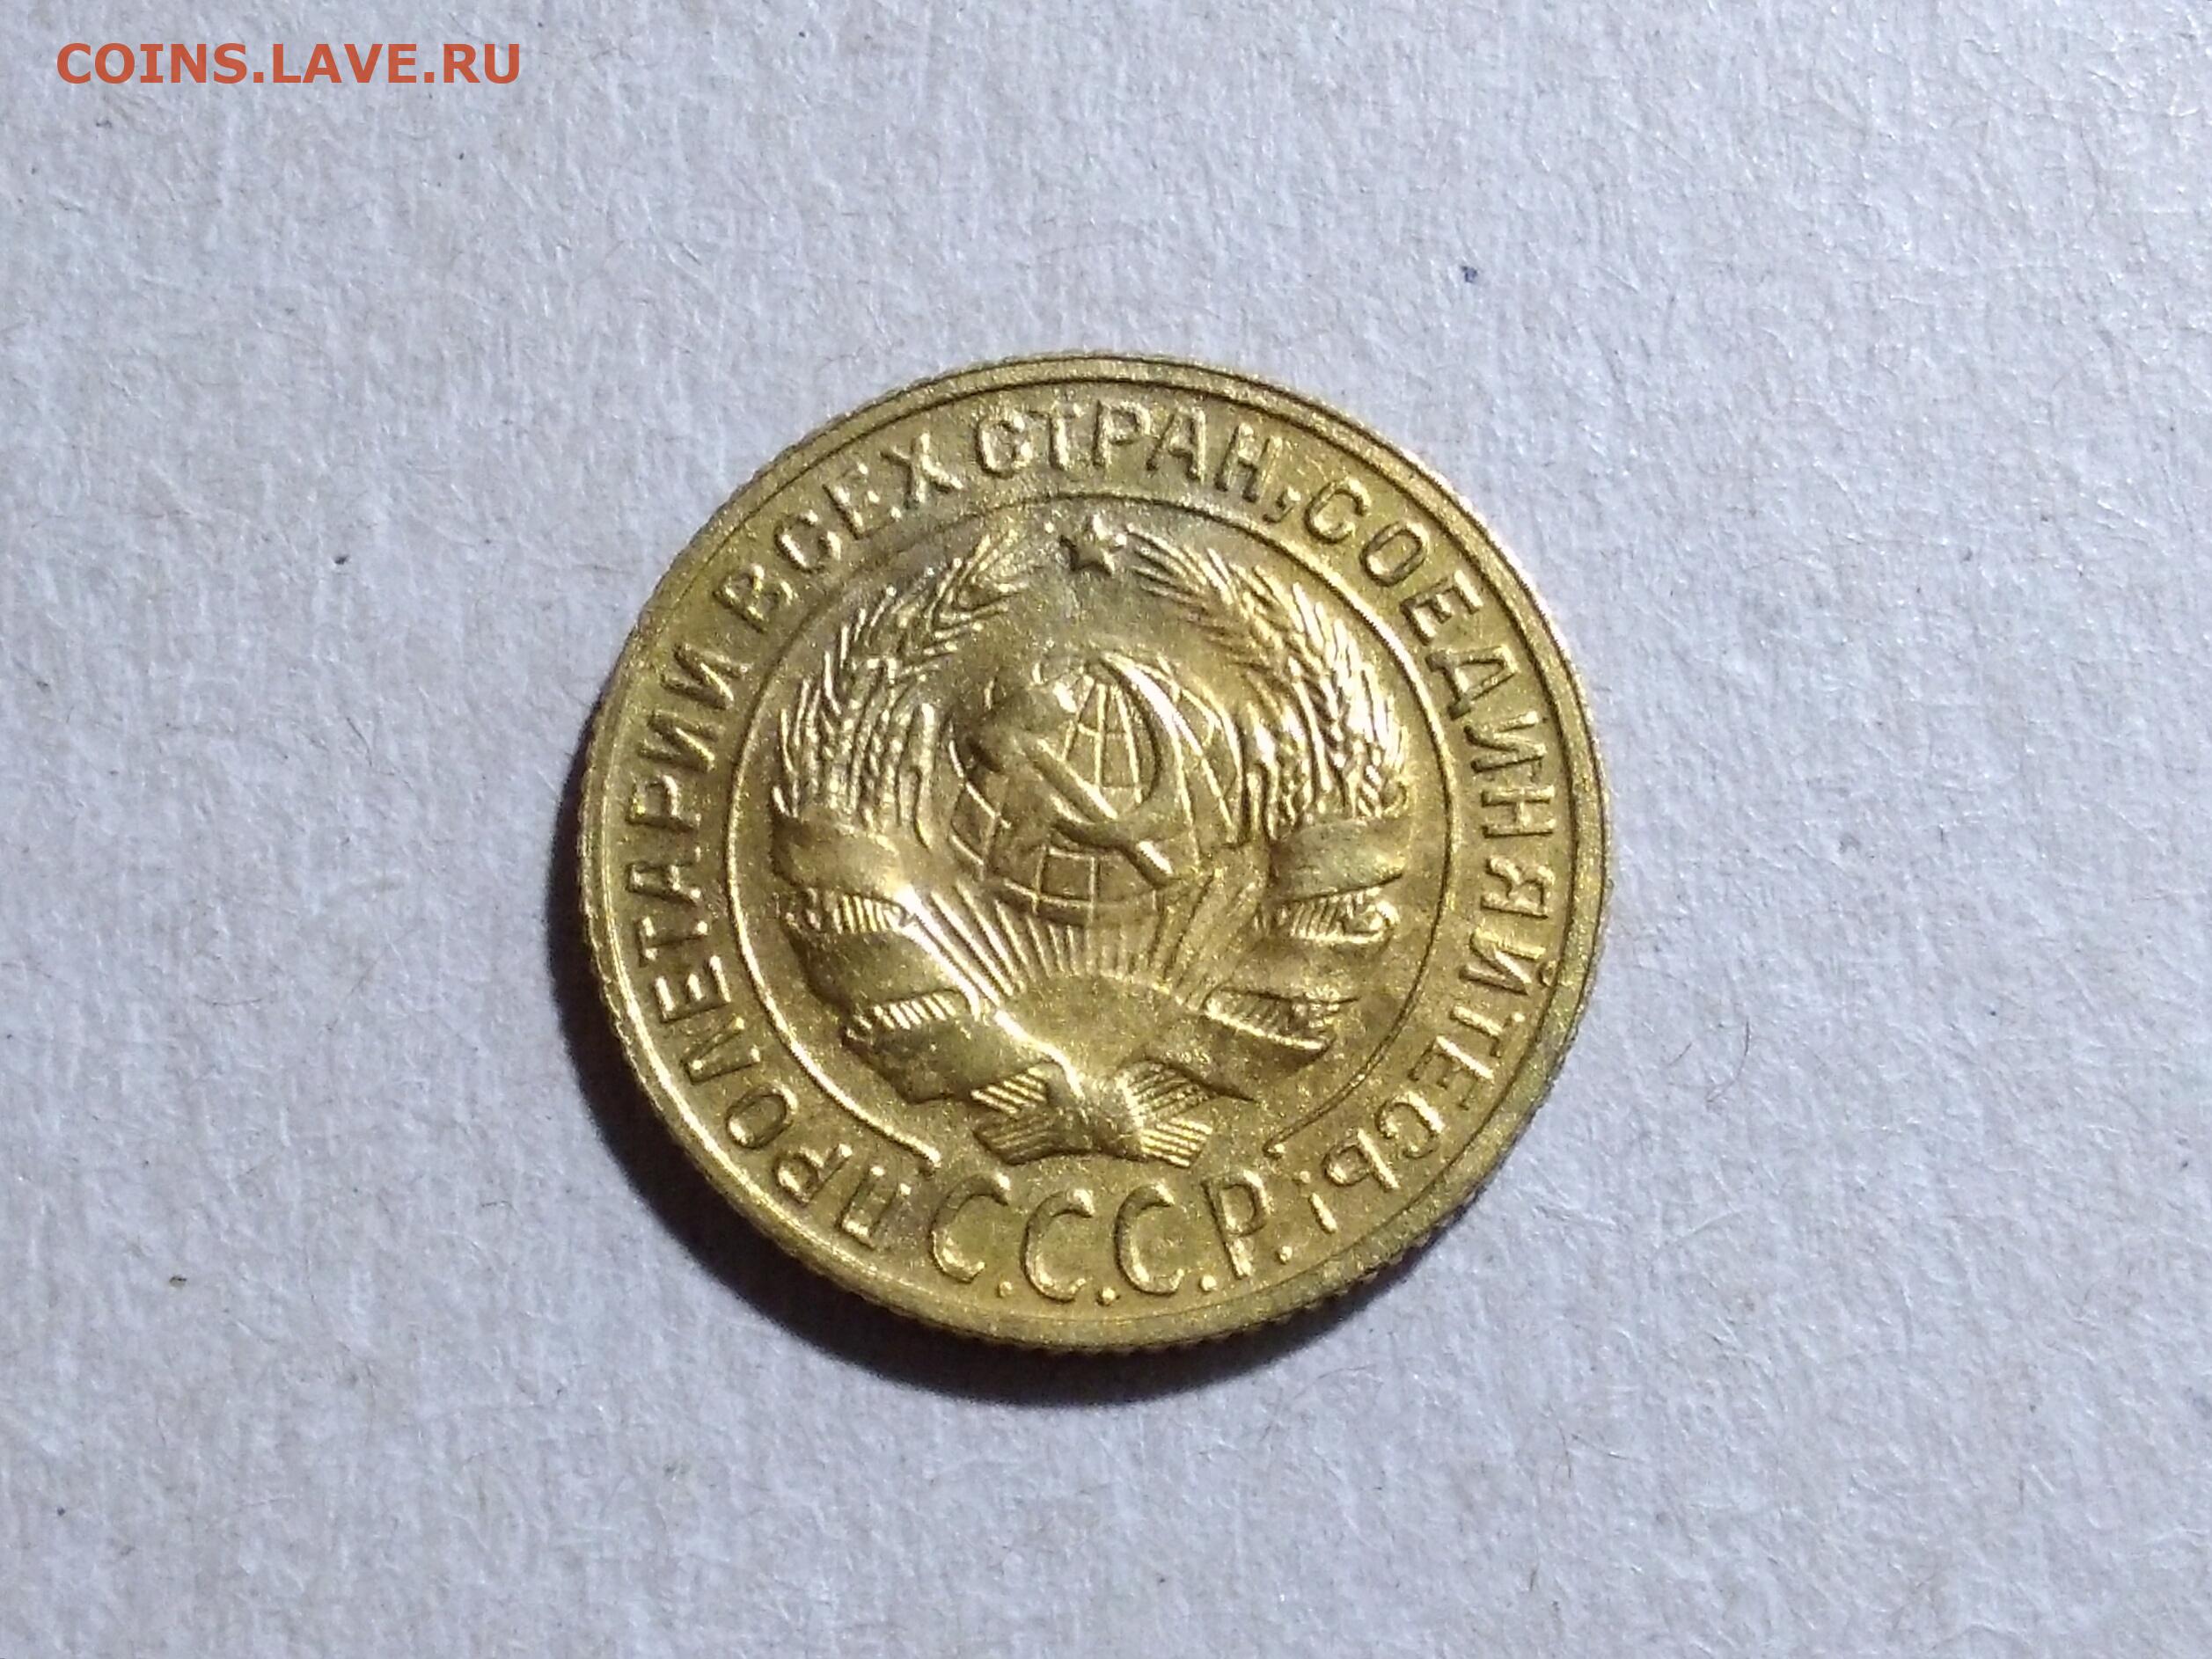 COINS.LAVE.RU
ПРОЛЕТАРИИ ВСЕХ СТРАН, СОЕДИНЯЙТЕСЬ!
С.С.С.Р.